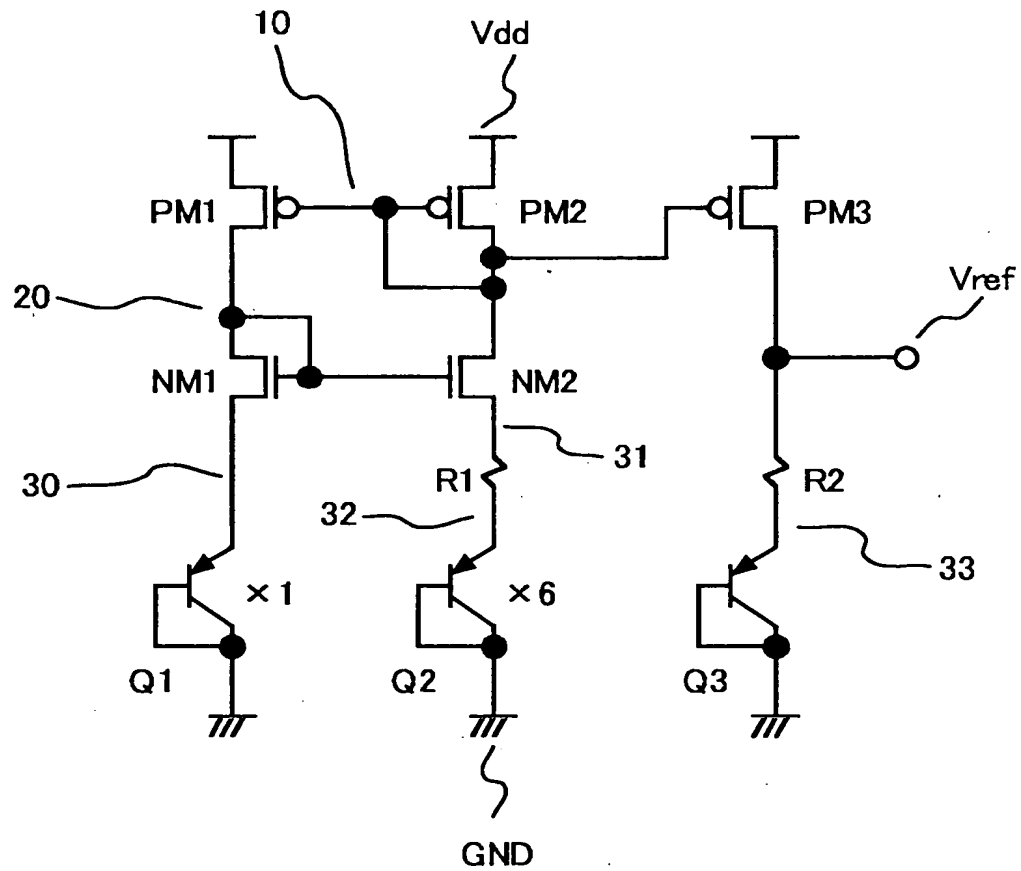 10
Vdd
PM1
PM2
PM3
20
Vref
NM1
NM2
31
30
R1
R2
32
33
×1
×6
Q1
Q2
Q3
GND